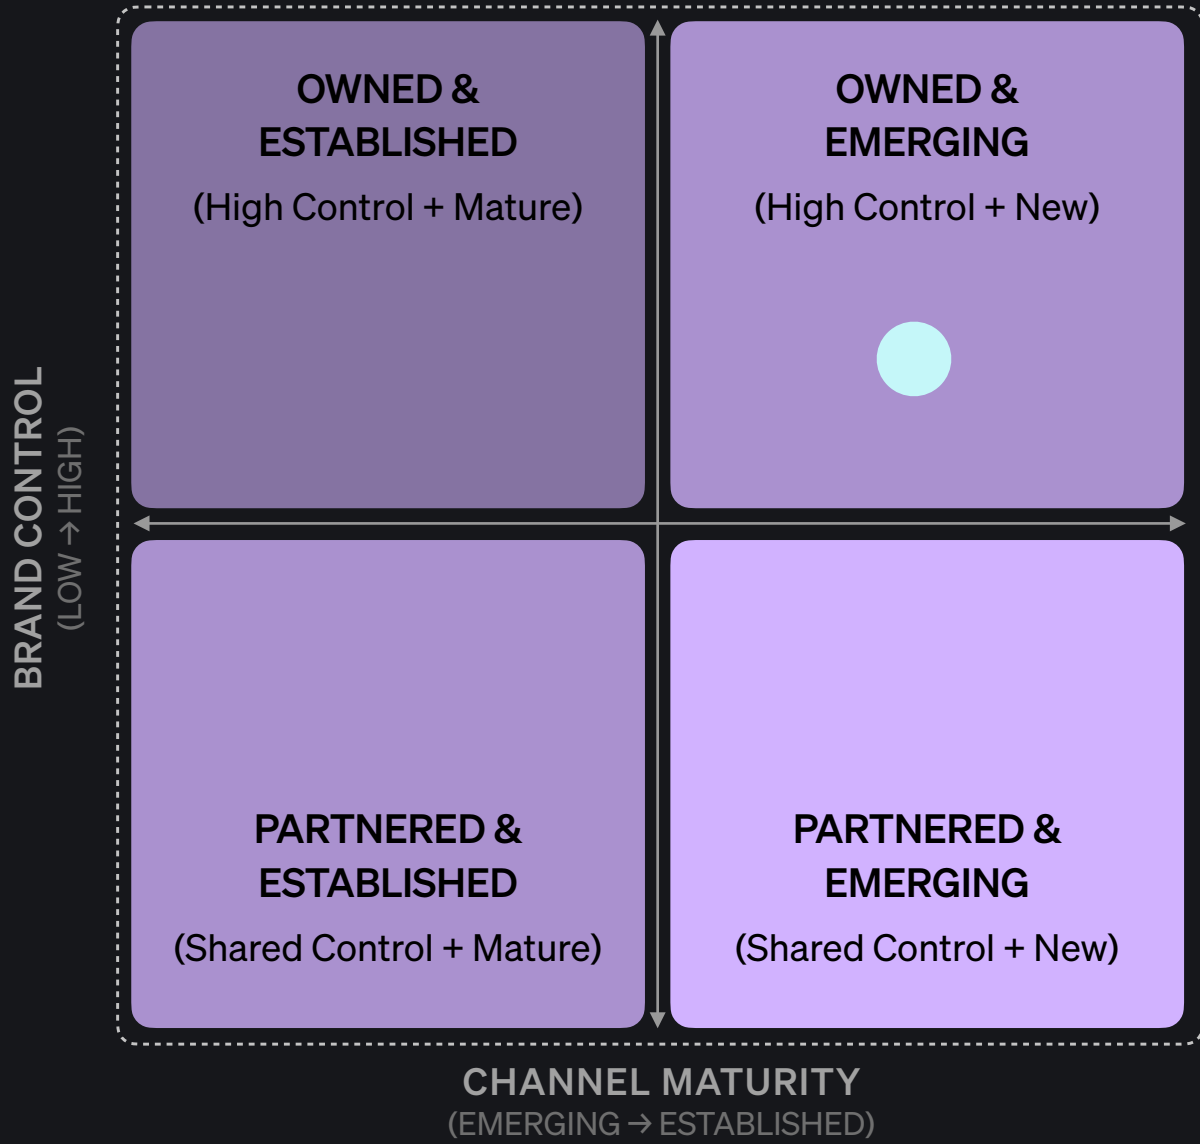 OWNED &
ESTABLISHED
(High Control + Mature)
OWNED &
EMERGING
(High Control + New)
BRAND CONTROL
(LOW → HIGH)
PARTNERED &
ESTABLISHED
(Shared Control + Mature)
PARTNERED &
EMERGING
(Shared Control + New)
CHANNEL MATURITY
(EMERGING → ESTABLISHED)